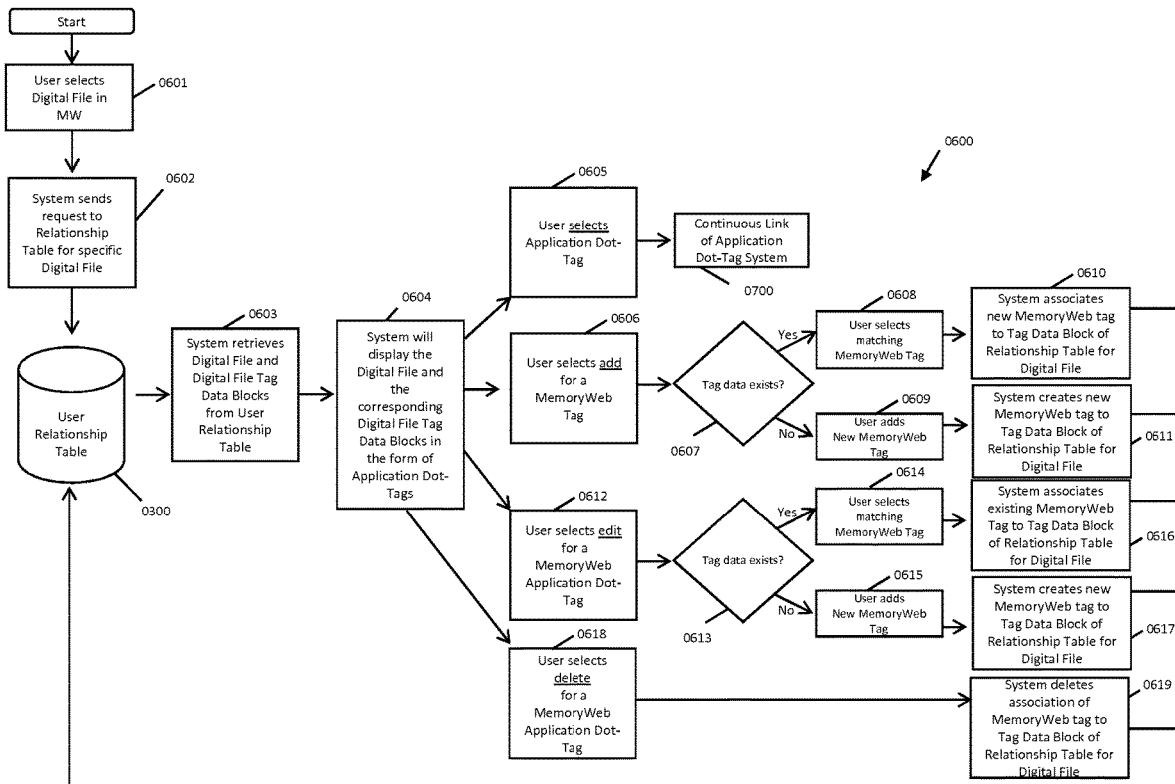 Start
0601
User selects
Digital File in
MW
0602
System sends
request to
Relationship
Table for specific
Digital File
User
Relationship
Table
0300
0603
System retrieves
Digital File and
Digital File Tag
Data Blocks
from User
Relationship
Table
0604
System will
display the
Digital File and
the
corresponding
Digital File Tag
Data Blocks in
the form of
Application Dot-
Tags
0600
0605
User selects
Application Dot-
Tag
Continuous Link
of Application
Dot-Tag System
0700
0606
User selects add
for a
MemoryWeb
Tag
Tag data exists?
0607
Yes
No
0608
User selects
matching
MemoryWeb Tag
0609
User adds
New MemoryWeb
Tag
0610
System associates
new MemoryWeb tag
to Tag Data Block of
Relationship Table for
Digital File
System creates new
MemoryWeb tag to
Tag Data Block of
Relationship Table for
Digital File
0611
0612
User selects edit
for a
MemoryWeb
Application Dot-
Tag
Tag data exists?
0613
Yes
No
0614
User selects
matching
MemoryWeb Tag
0615
User adds
New MemoryWeb
Tag
System associates
existing MemoryWeb
Tag to Tag Data Block
of Relationship Table
for Digital File
0616
System creates new
MemoryWeb tag to
Tag Data Block of
Relationship Table for
Digital File
0617
0618
User selects
delete
for a
MemoryWeb
Application Dot-
Tag
System deletes
association of
MemoryWeb tag to
Tag Data Block of
Relationship Table for
Digital File
0619